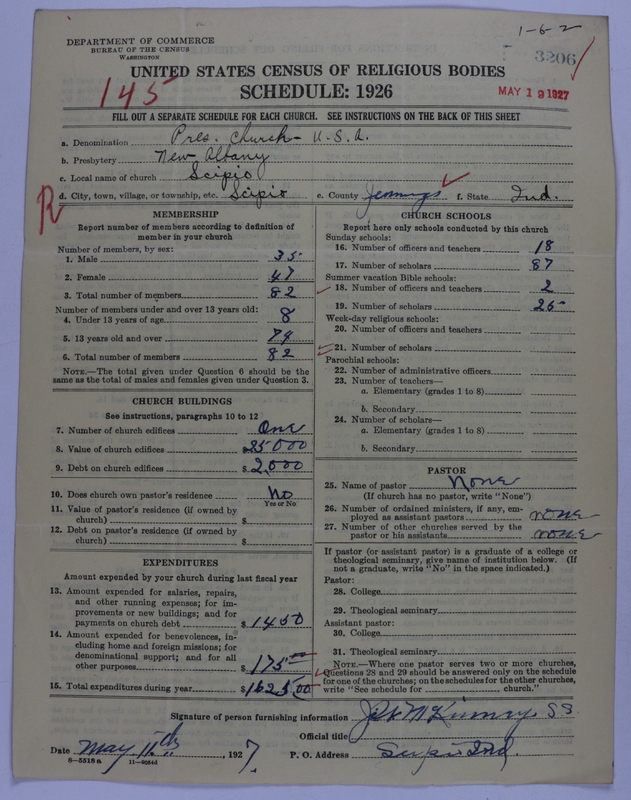 1-6-2
DEPARTMENT OF COMMERCE
BUREAU OF THE CENSUS
WASHINGTON
3206
UNITED STATES CENSUS OF RELIGIOUS BODIES
145
SCHEDULE: 1926
MAY 19 1927
FILL OUT A SEPARATE SCHEDULE FOR EACH CHURCH. SEE INSTRUCTIONS ON THE BACK OF THIS SHEET
a. Denomination Pres. Church - U.S.A.
b. Presbytery New Albany
c. Local name of church Scipio
d. City, town, village, or township, etc. Scipio e. County Jennings f. State Ind.
R
MEMBERSHIP
Report number of members according to definition of
member in your church
Number of members, by sex:
1. Male 35
2. Female 47
3. Total number of members 82
Number of members under and over 13 years old:
4. Under 13 years of age 8
5. 13 years old and over
6. Total number of members 82
NOTE.—The total given under Question 6 should be the
same as the total of males and females given under Question 3.
CHURCH BUILDINGS
See instructions, paragraphs 10 to 12
7. Number of church edifices One
8. Value of church edifices $25000
9. Debt on church edifices $2,000
10. Does church own pastor's residence No
Yes or No
11. Value of pastor's residence (if owned by
church) $
12. Debt on pastor's residence (if owned by
church) $
EXPENDITURES
Amount expended by your church during last fiscal year
13. Amount expended for salaries, repairs,
and other running expenses; for im-
provements or new buildings; and for
payments on church debt $1450
14. Amount expended for benevolences, in-
cluding home and foreign missions; for
denominational support; and for all
other purposes $175
15. Total expenditures during year $1625.00
CHURCH SCHOOLS
Report here only schools conducted by this church
Sunday schools:
16. Number of officers and teachers 18
17. Number of scholars 87
Summer vacation Bible schools:
18. Number of officers and teachers 2
19. Number of scholars 25
Week-day religious schools:
20. Number of officers and teachers
21. Number of scholars
Parochial schools:
22. Number of administrative officers
23. Number of teachers—
a. Elementary (grades 1 to 8)
b. Secondary
24. Number of scholars—
a. Elementary (grades 1 to 8)
b. Secondary
PASTOR
25. Name of pastor None
(If church has no pastor, write "None")
26. Number of ordained ministers, if any, em-
ployed as assistant pastors none
27. Number of other churches served by the
pastor or his assistants none
If pastor (or assistant pastor) is a graduate of a college or
theological seminary, give name of institution below. (If
not a graduate, write "No" in the space indicated.)
Pastor:
28. College
29. Theological seminary
Assistant pastor:
30. College
31. Theological seminary
NOTE.—Where one pastor serves two or more churches,
Questions 28 and 29 should be answered only on the schedule
for one of the churches; on the schedules for the other churches,
write "See schedule for church."
Signature of person furnishing information McKinney S.S.
Official title
Date May 11th, 1927. P. O. Address Scipio Ind.
8-5518a 11-9084d